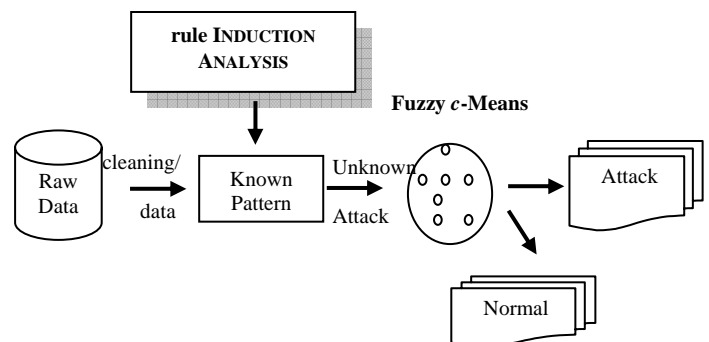 rule INDUCTION
ANALYSIS
Fuzzy c-Means
cleaning/
data
Raw
Data
Known
Pattern
Unknown
Attack
Attack
Normal